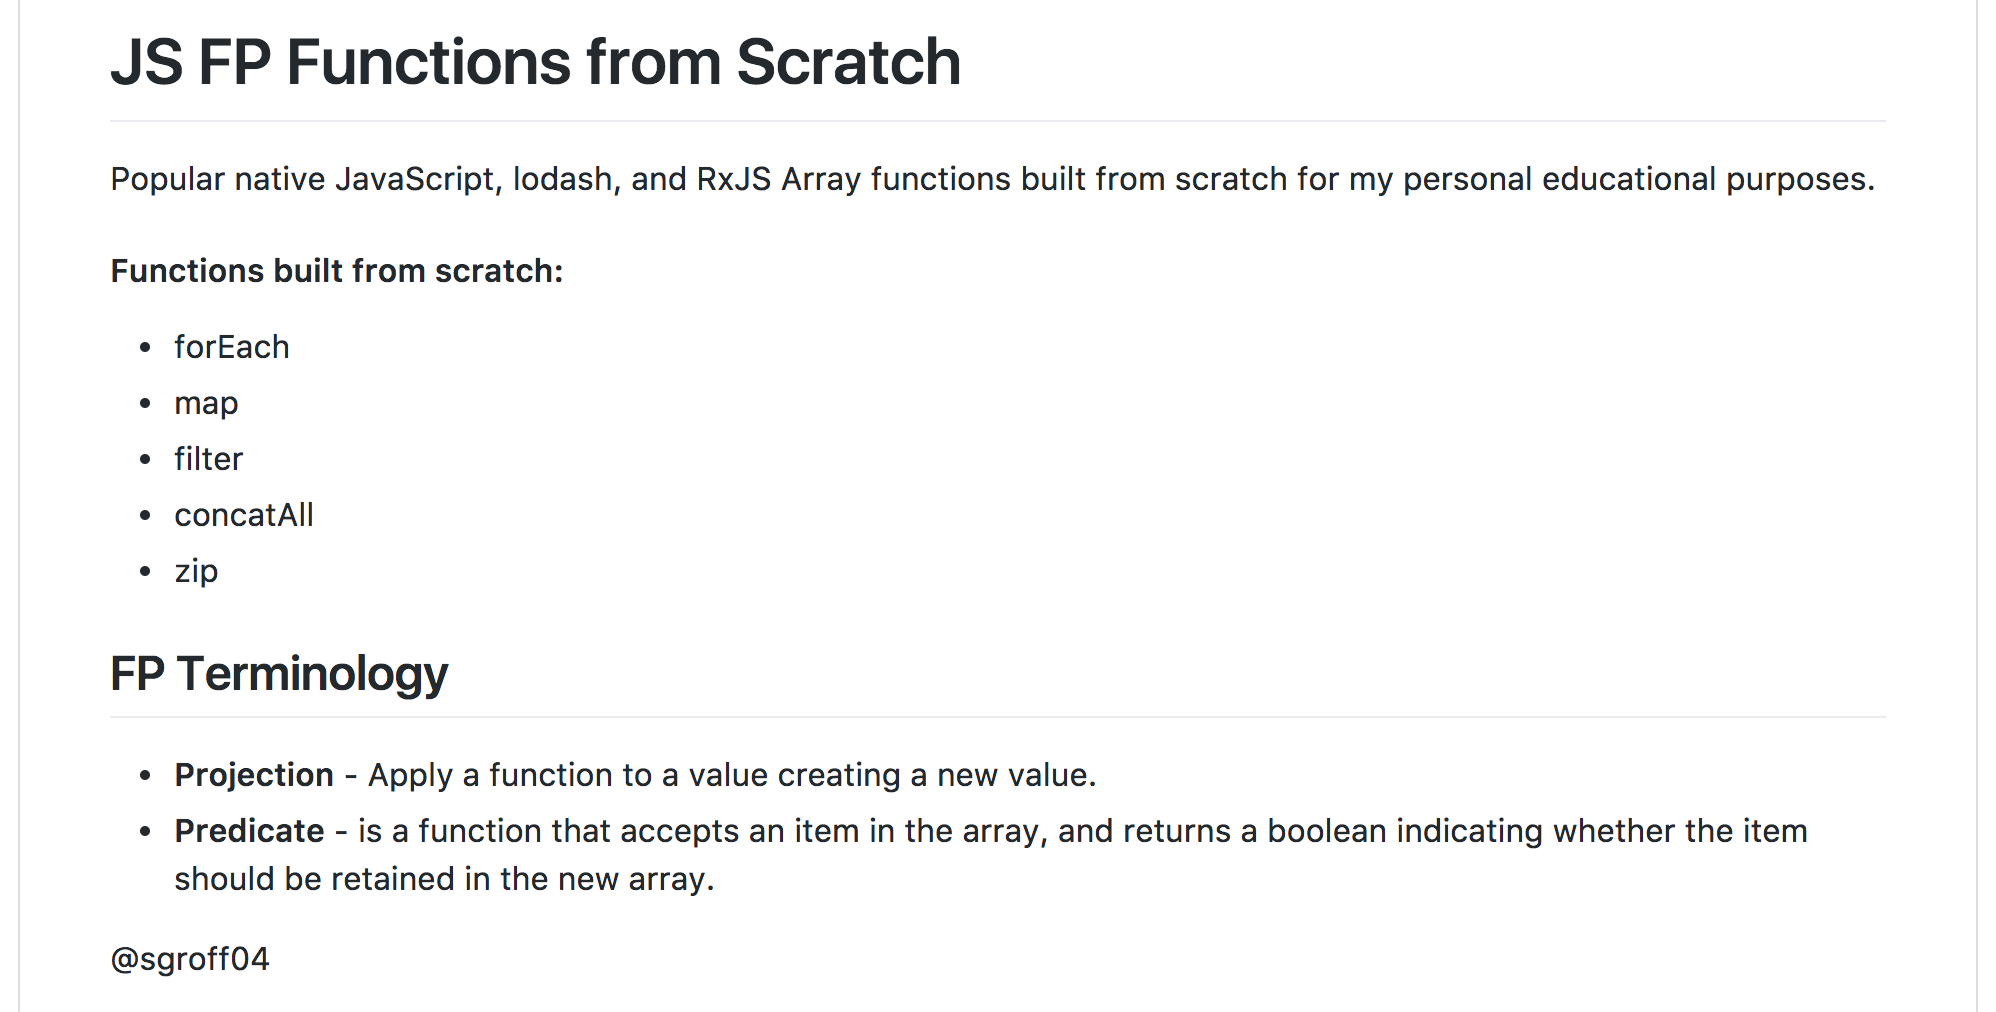 JS FP Functions from Scratch
Popular native JavaScript, lodash, and RxJS Array functions built from scratch for my personal educational purposes.
Functions built from scratch:
• forEach
• map
• filter
• concatAll
• zip
FP Terminology
• Projection - Apply a function to a value creating a new value.
• Predicate - is a function that accepts an item in the array, and returns a boolean indicating whether the item
should be retained in the new array.
@sgroff04